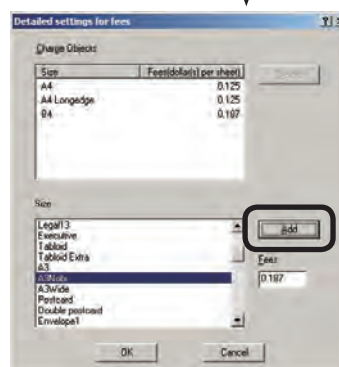 Detailed settings for fees
Charge Objects
Size Fees(dollar(s) per sheet)
A4 0.125
A4 Longedge 0.125
B4 0.187
Size
Legal13
Executive
Tabloid
Tabloid Extra
A3
A3Nobi
A3Wide
Postcard
Double postcard
Envelope1
Add
Fees
0.187
OK Cancel